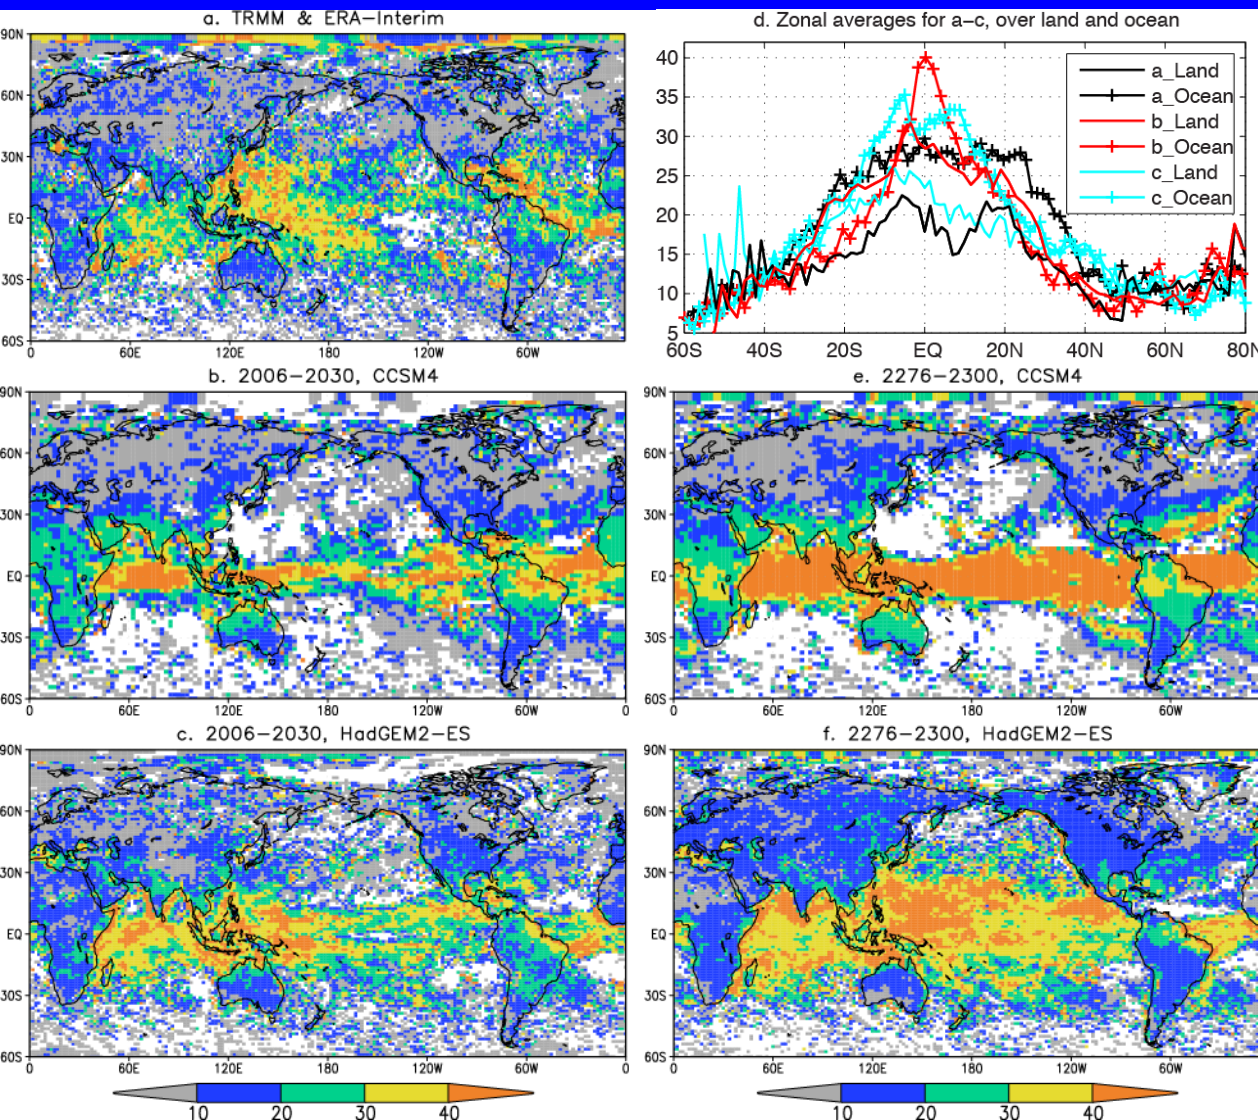 a. TRMM & ERA-Interim
90N
60N
30N
EQ
30S
60S
0 60E 120E 180 120W 60W
d. Zonal averages for a-c, over land and ocean
40
35
30
25
20
15
10
5
60S 40S 20S EQ 20N 40N 60N 80N
a_Land
a_Ocean
b_Land
b_Ocean
c_Land
c_Ocean
b. 2006-2030, CCSM4
90N
60N
30N
EQ
30S
60S
0 60E 120E 180 120W 60W 0
e. 2276-2300, CCSM4
90N
60N
30N
EQ
30S
60S
60E 120E 180 120W 60W
c. 2006-2030, HadGEM2-ES
90N
60N
30N
EQ
30S
60S
0 60E 120E 180 120W 60W 0
f. 2276-2300, HadGEM2-ES
90N
60N
30N
EQ
30S
60S
60E 120E 180 120W 60W
10 20 30 40
10 20 30 40